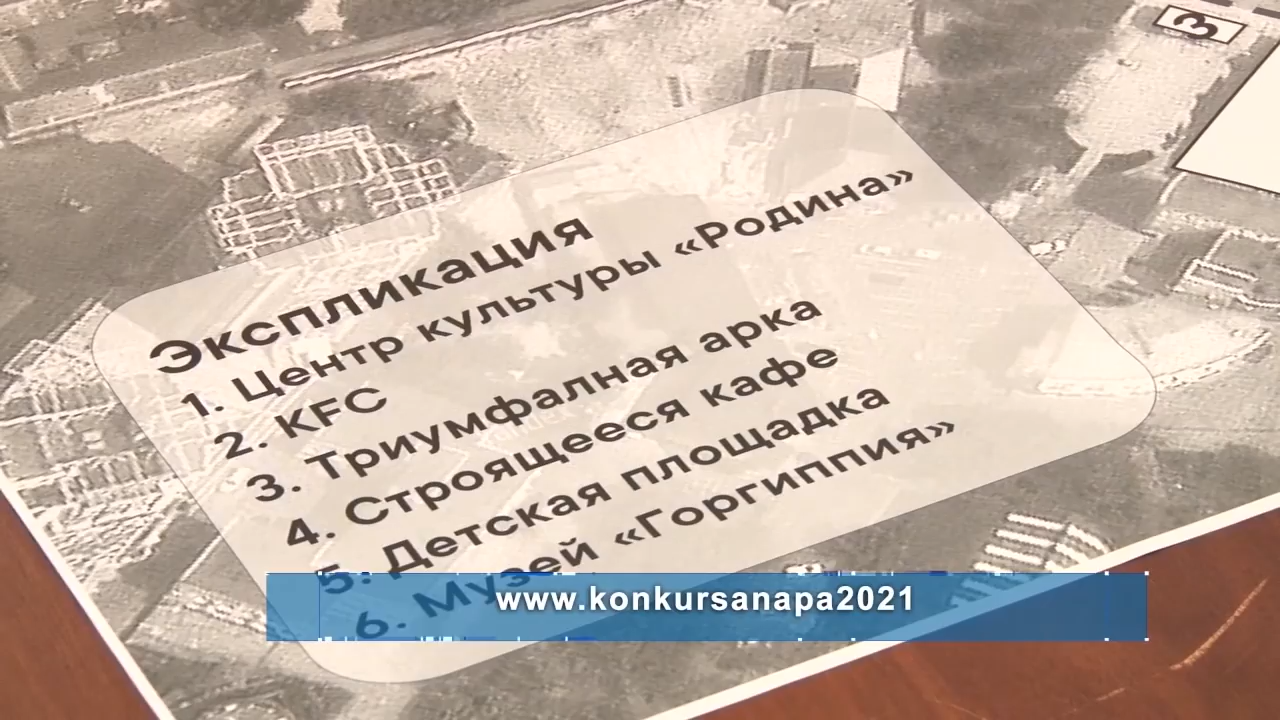 3
Экспликация
1. Центр культуры «Родина»
2. KFC
3. Триумфалная арка
4. Строящееся кафе
5. Детская площадка
6. Музей «Горгиппия»
www.konkursanapa2021